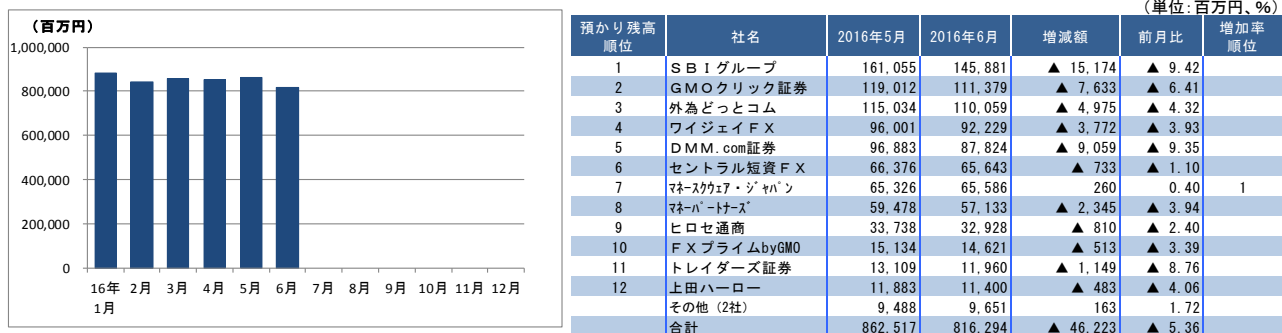 （百万円）
1,000,000
800,000
600,000
400,000
200,000
0
16年 2月 3月 4月 5月 6月 7月 8月 9月 10月 11月 12月
1月
（単位：百万円、％）
預かり残高順位 社名 2016年5月 2016年6月 増減額 前月比 増加率順位
1 ＳＢＩグループ 161,055 145,881 ▲ 15,174 ▲ 9.42
2 ＧＭＯクリック証券 119,012 111,379 ▲ 7,633 ▲ 6.41
3 外為どっとコム 115,034 110,059 ▲ 4,975 ▲ 4.32
4 ワイジェイＦＸ 96,001 92,229 ▲ 3,772 ▲ 3.93
5 ＤＭＭ.com証券 96,883 87,824 ▲ 9,059 ▲ 9.35
6 セントラル短資ＦＸ 66,376 65,643 ▲ 733 ▲ 1.10
7 ﾏﾈｰｽｸｳｪｱ・ｼﾞｬﾊﾟﾝ 65,326 65,586 260 0.40 1
8 ﾏﾈｰﾊﾟｰﾄﾅｰｽﾞ 59,478 57,133 ▲ 2,345 ▲ 3.94
9 ヒロセ通商 33,738 32,928 ▲ 810 ▲ 2.40
10 ＦＸプライムbyGMO 15,134 14,621 ▲ 513 ▲ 3.39
11 トレイダーズ証券 13,109 11,960 ▲ 1,149 ▲ 8.76
12 上田ハーロー 11,883 11,400 ▲ 483 ▲ 4.06
その他（2社） 9,488 9,651 163 1.72
合計 862,517 816,294 ▲ 46,223 ▲ 5.36